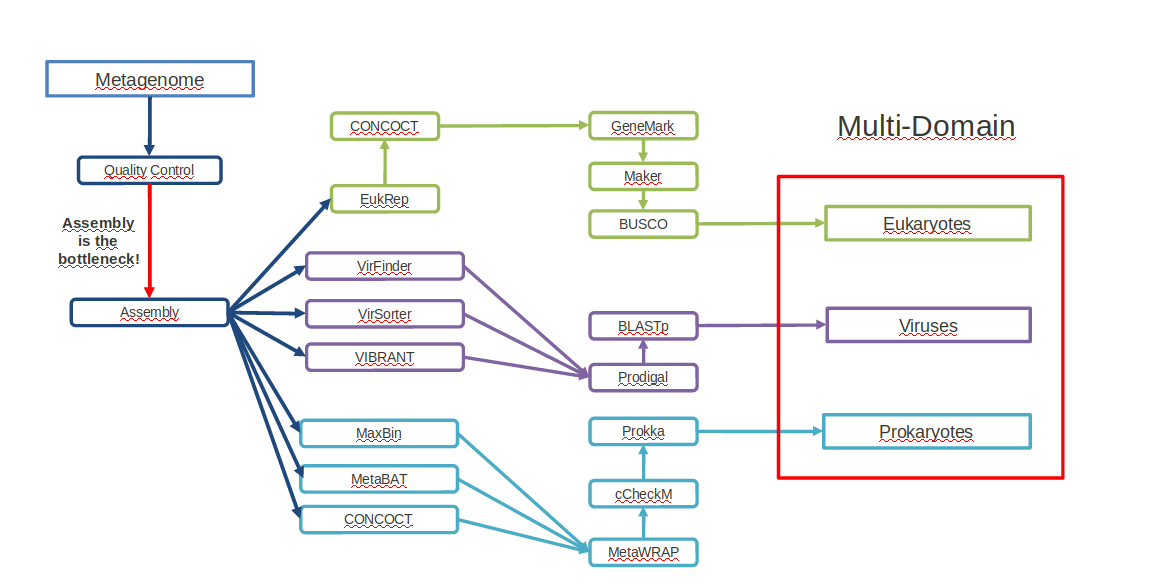 Metagenome
Quality Control
Assembly
is the
bottleneck!
Assembly
CONCOCT
EukRep
VirFinder
VirSorter
VIBRANT
MaxBin
MetaBAT
CONCOCT
GeneMark
Maker
BUSCO
BLASTp
Prodigal
Prokka
cCheckM
MetaWRAP
Multi-Domain
Eukaryotes
Viruses
Prokaryotes